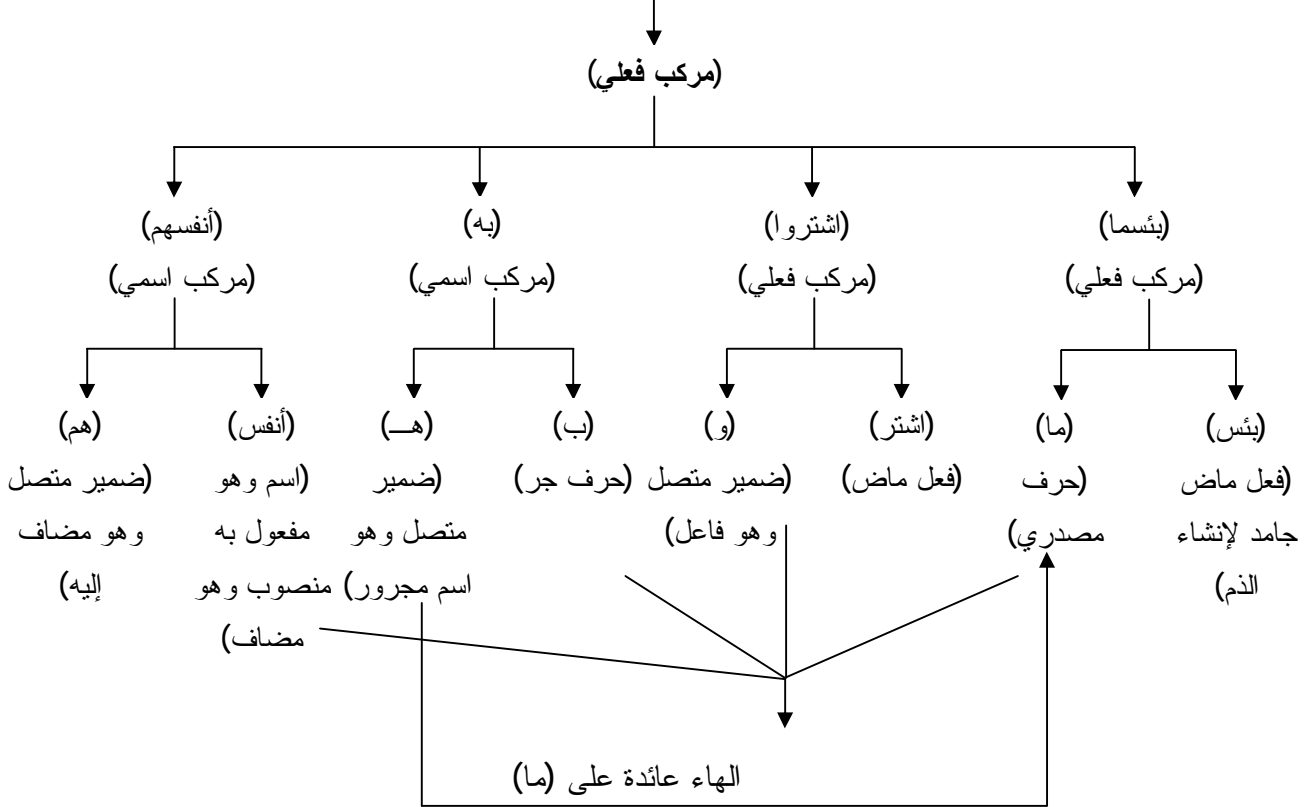 (مركب فعلي)
(بئسما) (اشتروا) (به) (أنفسهم)
(مركب فعلي) (مركب فعلي) (مركب اسمي) (مركب اسمي)
(بئس) (ما) (اشتر) (و) (ب) (هـ) (أنفس) (هم)
(فعل ماض (حرف (فعل ماض) (ضمير متصل (حرف جر) (ضمير (اسم وهو (ضمير متصل
جامد لإنشاء مصدري) وهو فاعل) متصل وهو مفعول به وهو مضاف
الذم) اسم مجرور) منصوب وهو إليه)
مضاف)
الهاء عائدة على (ما)